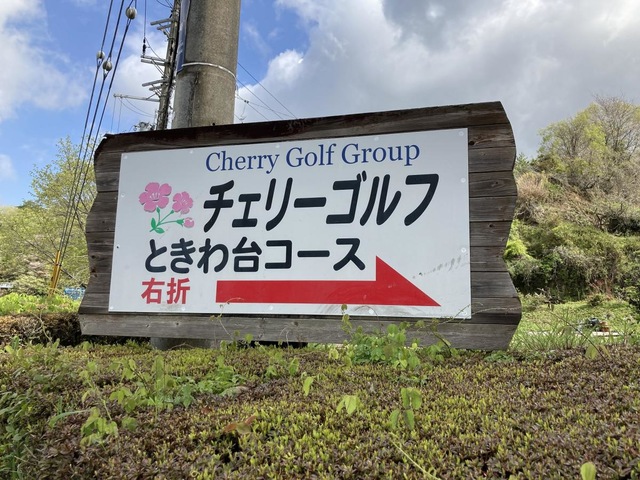 Cherry Golf Group
チェリーゴルフ
ときわ台コース
右折